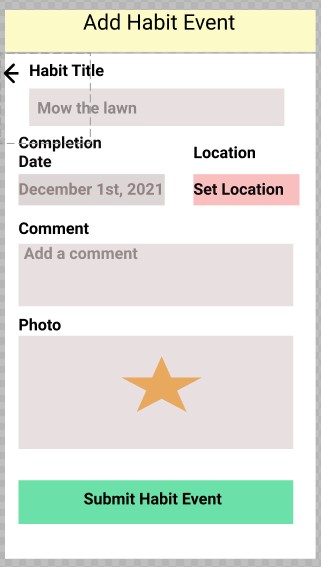 Add Habit Event
Habit Title
Mow the lawn
Completion
Date
Location
December 1st, 2021
Set Location
Comment
Add a comment
Photo
Submit Habit Event